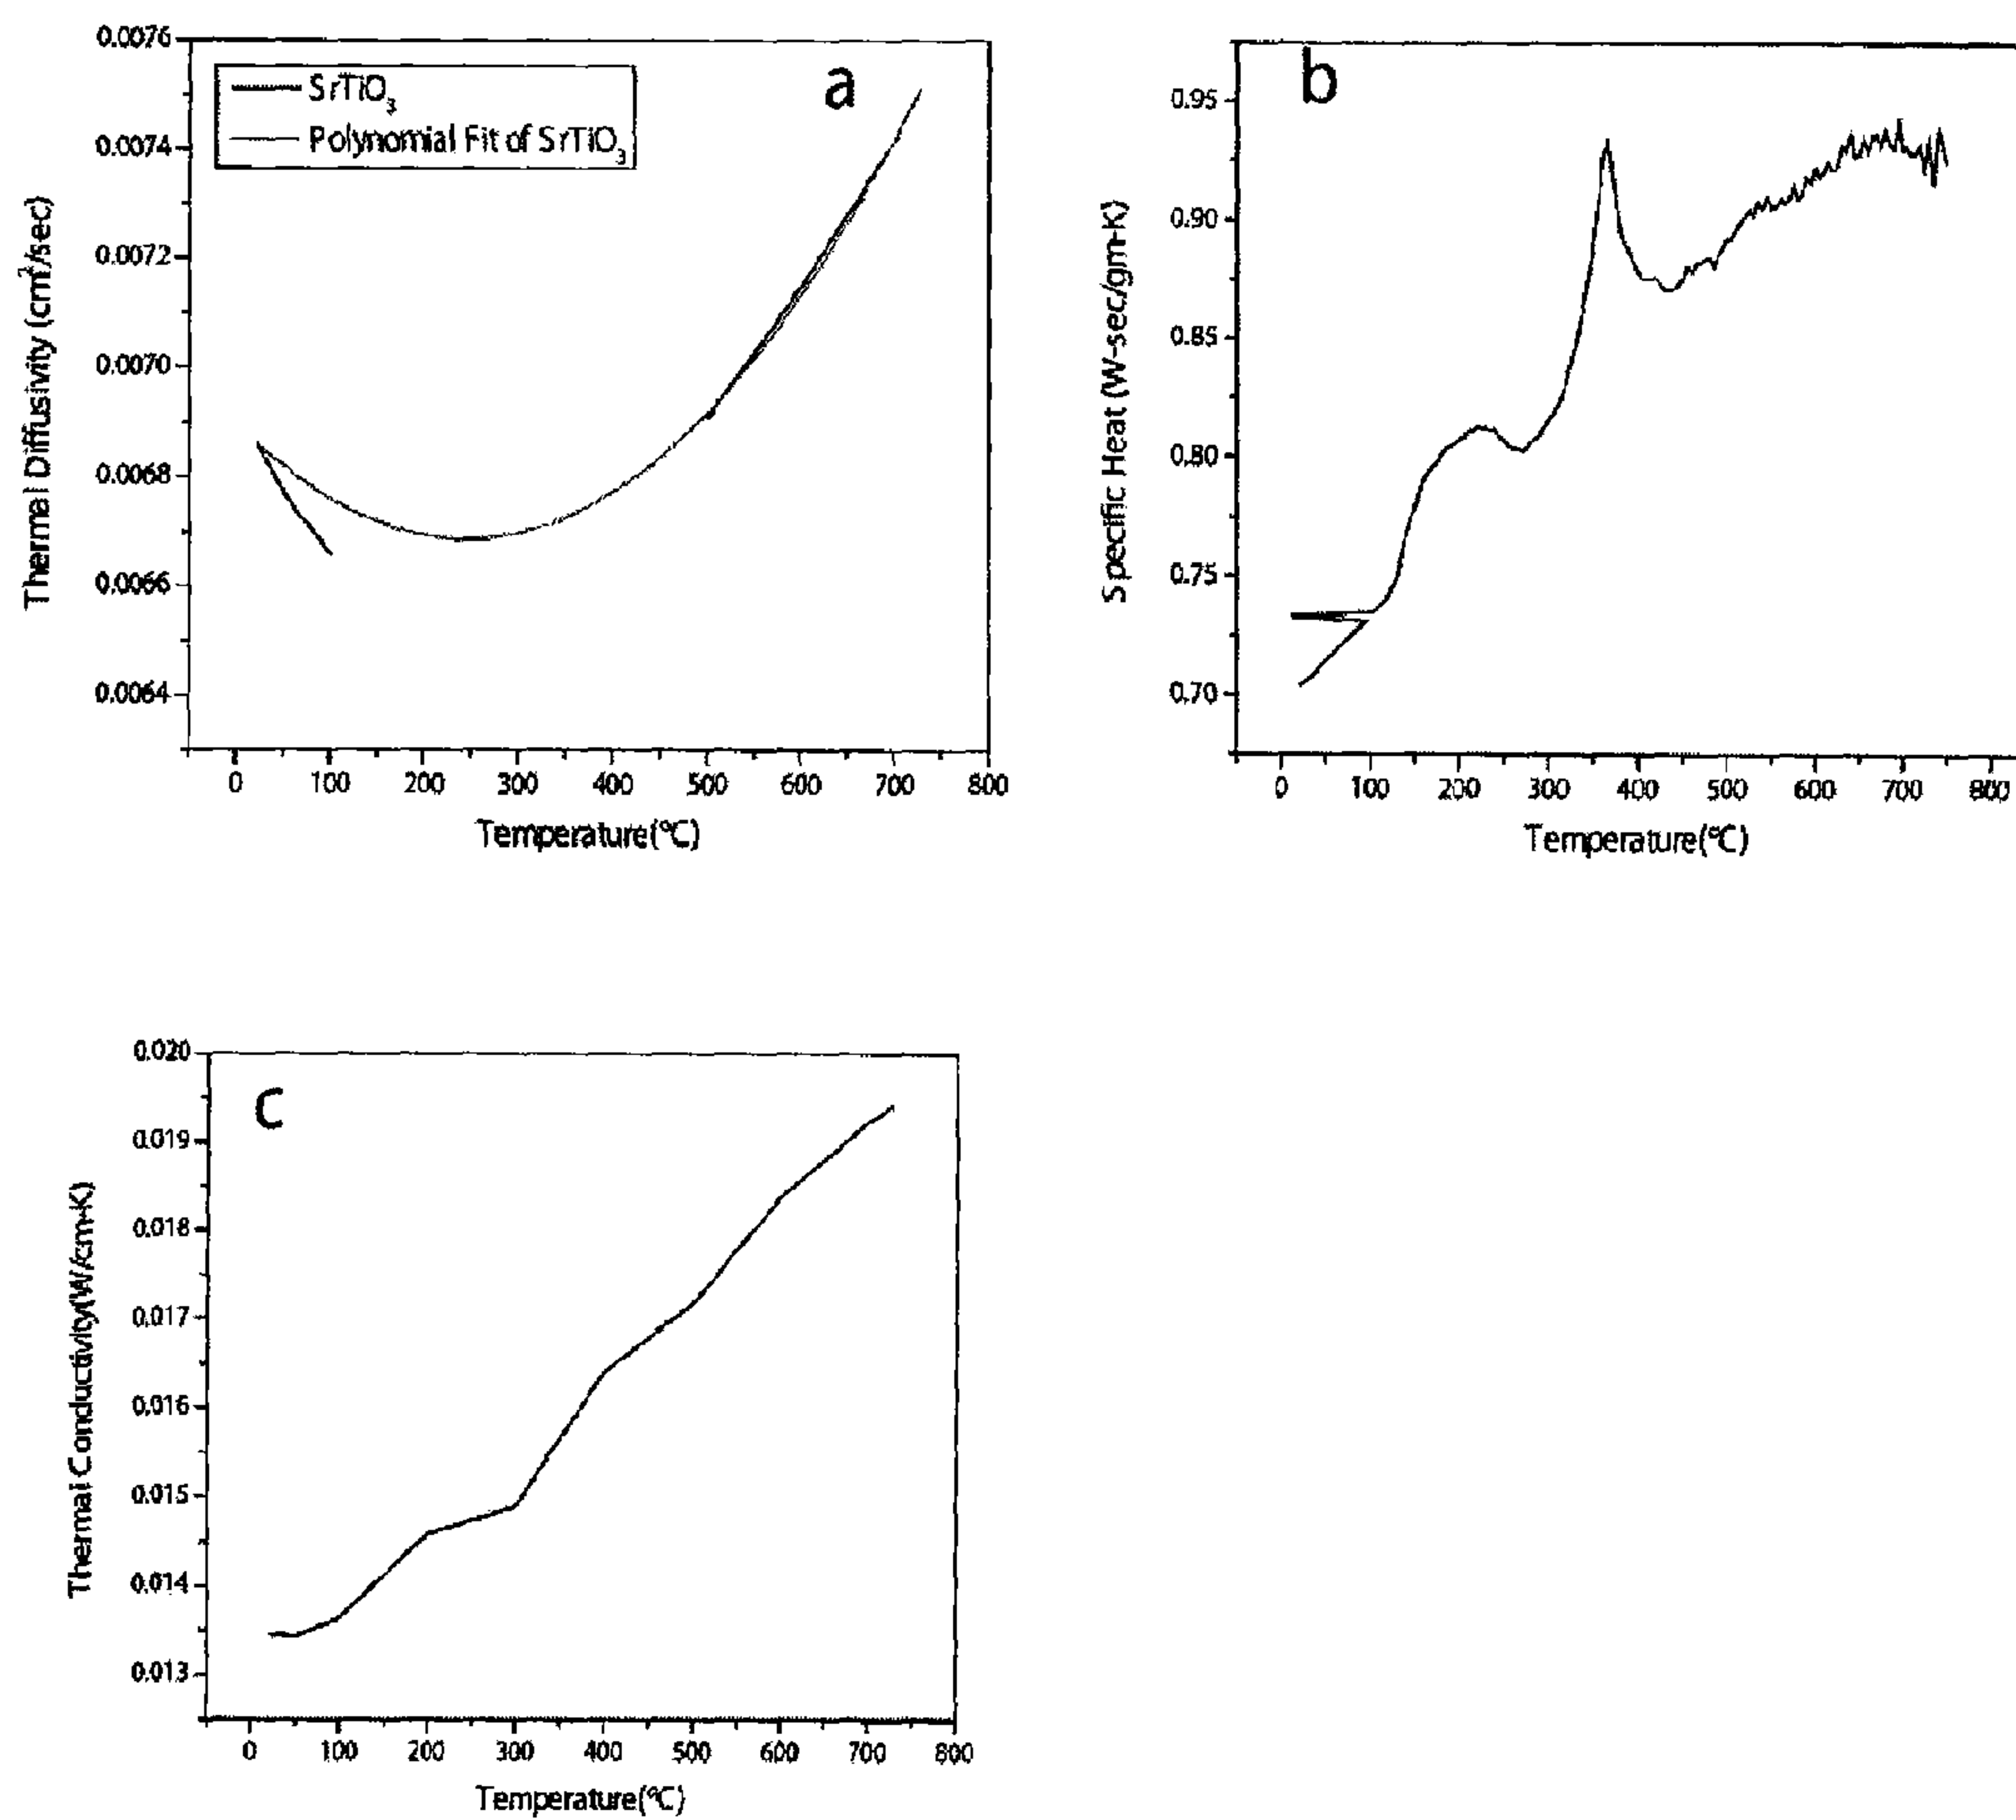 a
SrTiO₃
Polynomial Fit of SrTiO₃
Thermal Diffusivity (cm²/sec)
0.0076
0.0074
0.0072
0.0070
0.0068
0.0066
0.0064
0 100 200 300 400 500 600 700 800
Temperature(°C)
b
Specific Heat (W-sec/gm-K)
0.95
0.90
0.85
0.80
0.75
0.70
0 100 200 300 400 500 600 700 800
Temperature(°C)
c
Thermal Conductivity(W/cm-K)
0.020
0.019
0.018
0.017
0.016
0.015
0.014
0.013
0 100 200 300 400 500 600 700 800
Temperature(°C)